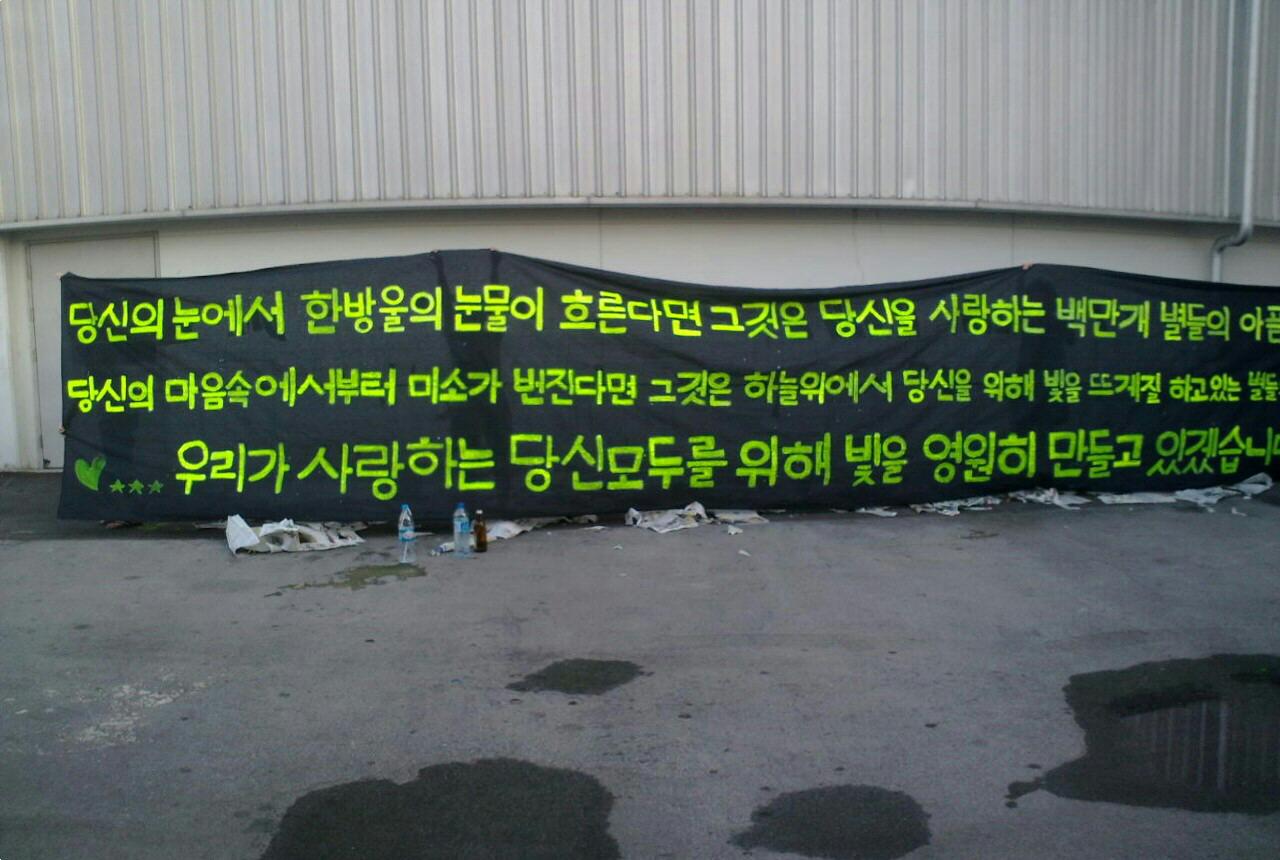 당신의 눈에서 한방울의 눈물이 흐른다면 그것은 당신을 사랑하는 백만개 별들의 아픔
당신의 마음속에서부터 미소가 번진다면 그것은 하늘위에서 당신을 위해 빛을 뜨게질 하고있는 별들
우리가 사랑하는 당신모두를 위해 빛을 영원히 만들고 있겠습니